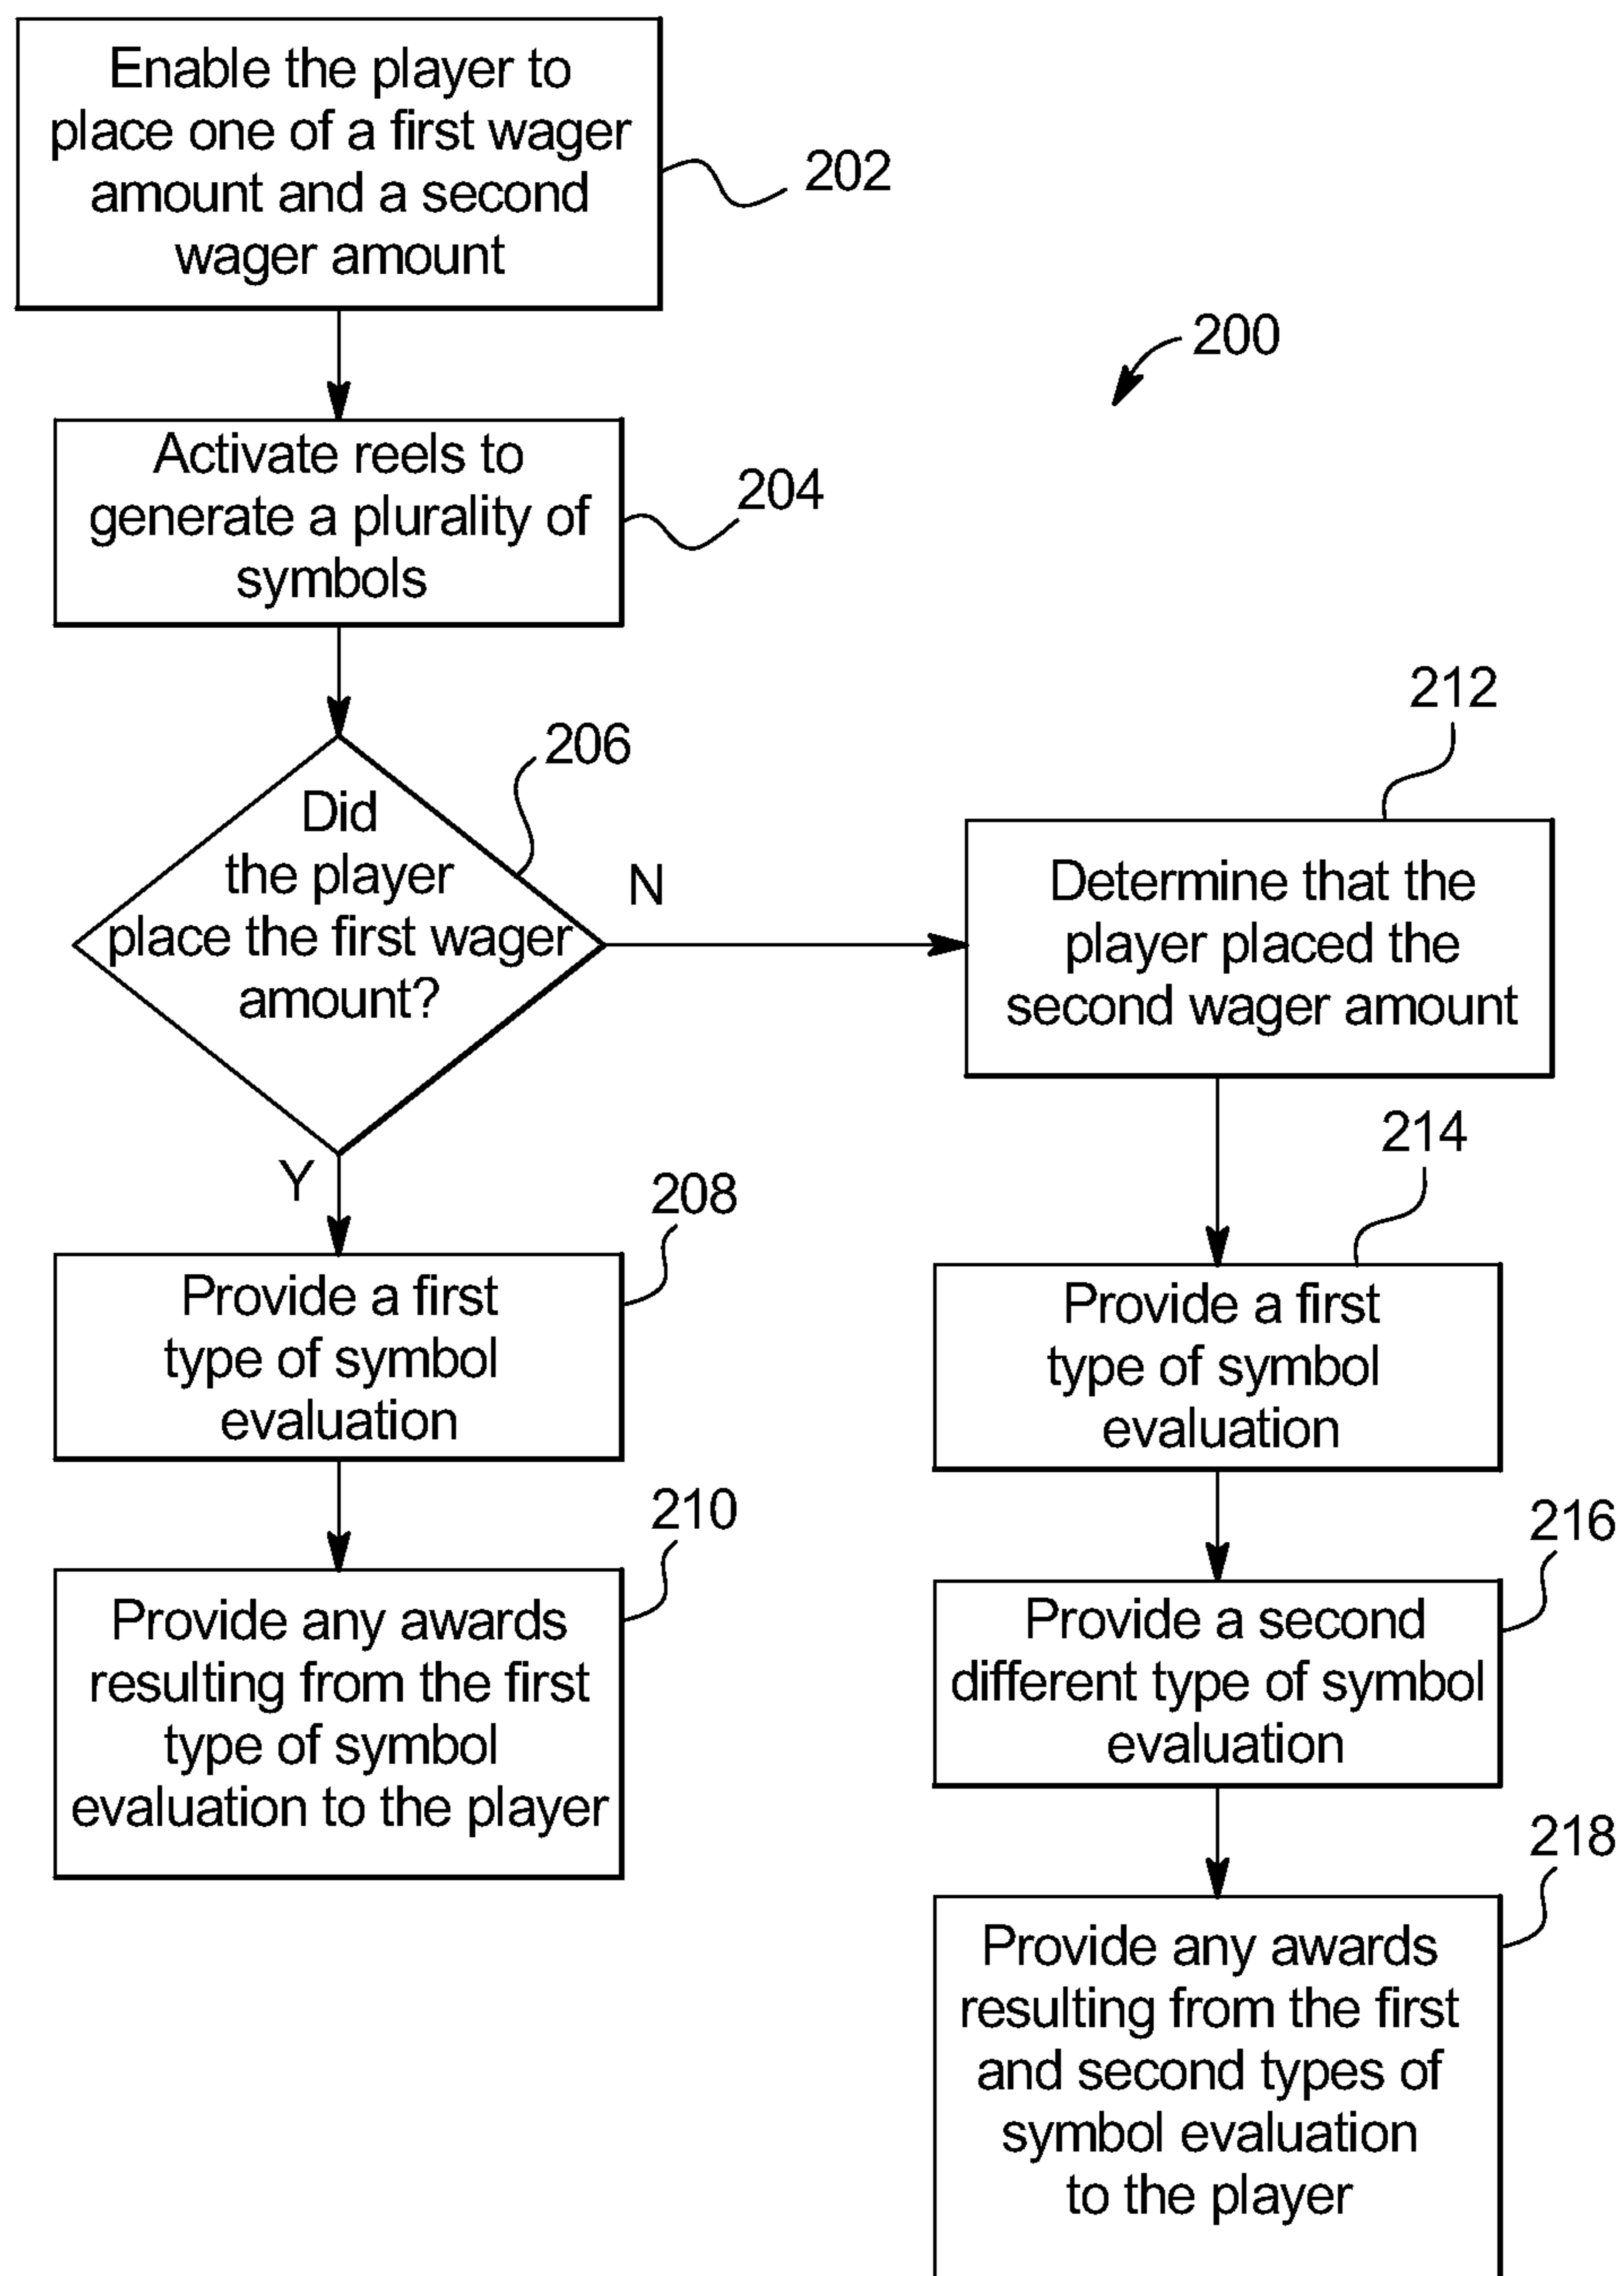 Enable the player to
place one of a first wager
amount and a second
wager amount
202
200
Activate reels to
generate a plurality of
symbols
204
206
Did
the player
place the first wager
amount?
N
Y
212
Determine that the
player placed the
second wager amount
208
Provide a first
type of symbol
evaluation
210
Provide any awards
resulting from the first
type of symbol
evaluation to the player
214
Provide a first
type of symbol
evaluation
216
Provide a second
different type of symbol
evaluation
218
Provide any awards
resulting from the first
and second types of
symbol evaluation
to the player